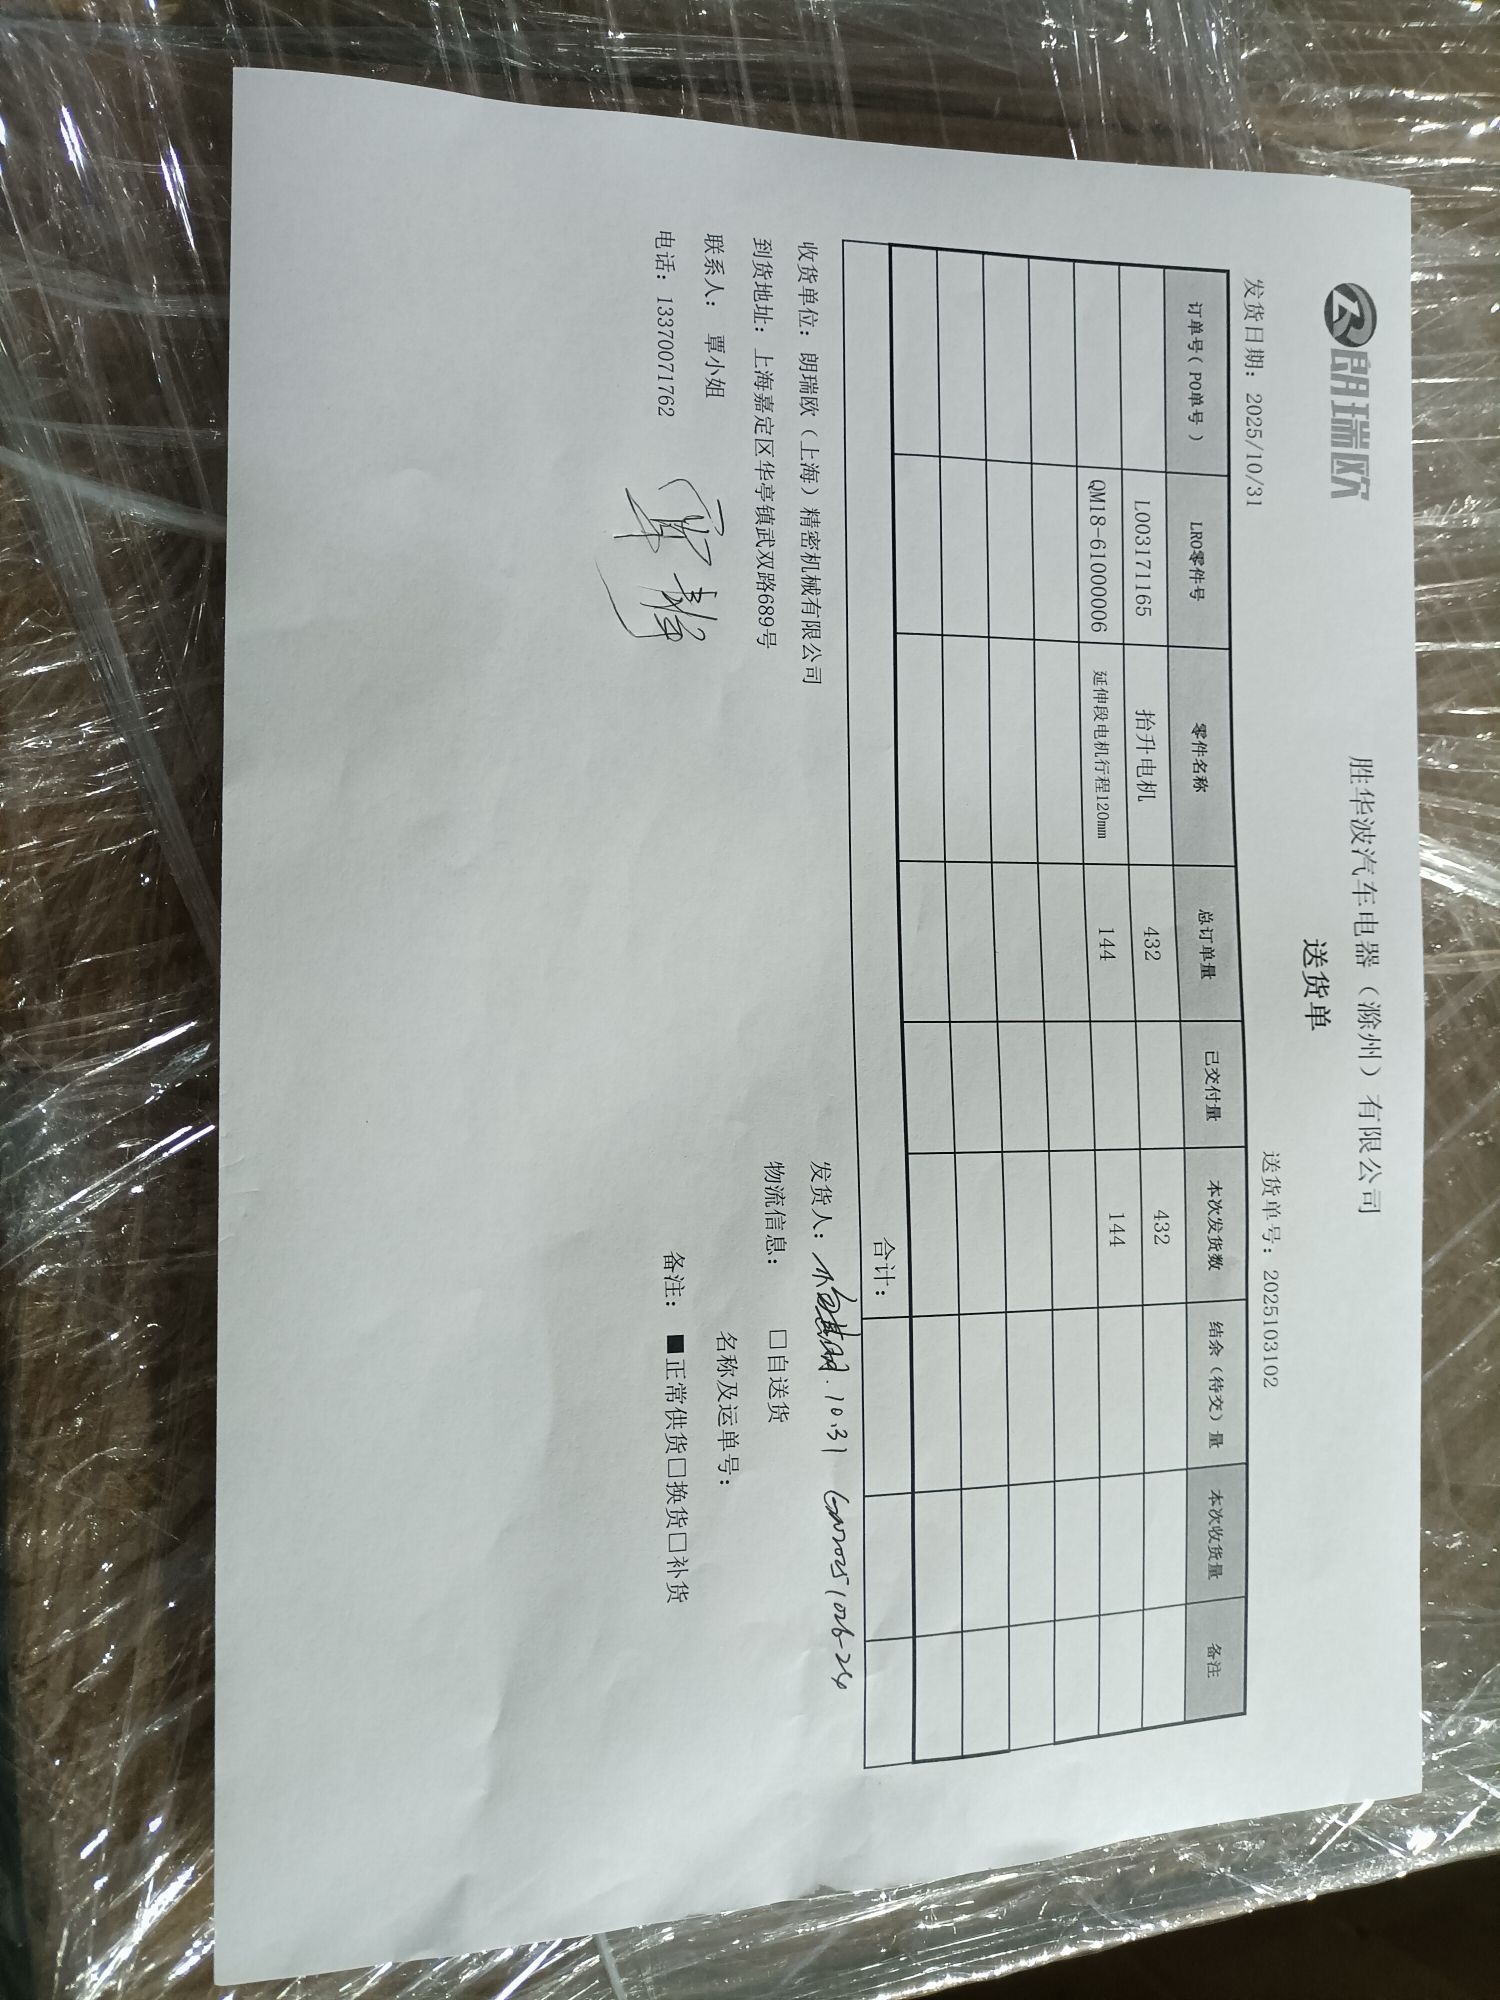 朗瑞欧
胜华波汽车电器（滁州）有限公司
送货单
发货日期：2025/10/31 送货单号：2025103102
订单号（PO单号） LRO零件号 零件名称 总订单量 已交付量 本次发货数 结余（待交）量 本次收货量 备注
L003171165 抬升电机 432 432
QM18-61000006 延伸段电机行程120mm 144 144
合计：
收货单位：朗瑞欧（上海）精密机械有限公司 发货人： 10.31
到货地址：上海嘉定区华亭镇武双路689号 物流信息： □自送货
联系人：覃小姐 名称及运单号：
电话：13370071762 备注：■正常供货□换货□补货